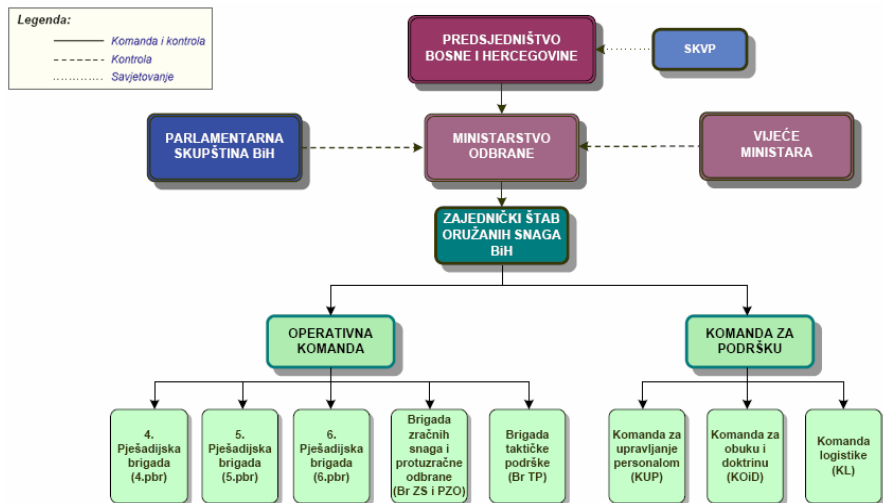 Legenda:
Komanda i kontrola
Kontrola
Savjetovanje
PREDSJEDNIŠTVO
BOSNE I HERCEGOVINE
SKVP
PARLAMENTARNA
SKUPŠTINA BiH
MINISTARSTVO
ODBRANE
VIJEĆE
MINISTARA
ZAJEDNIČKI ŠTAB
ORUŽANIH SNAGA
BiH
OPERATIVNA
KOMANDA
KOMANDA ZA
PODRŠKU
4.
Pješadijska
brigada
(4.pbr)
5.
Pješadijska
brigada
(5.pbr)
6.
Pješadijska
brigada
(6.pbr)
Brigada
zračnih
snaga i
protuzračne
odbrane
(Br ZS i PZO)
Brigada
taktičke
podrške
(Br TP)
Komanda za
upravljanje
personalom
(KUP)
Komanda za
obuku i
doktrinu
(KOiD)
Komanda
logistike
(KL)